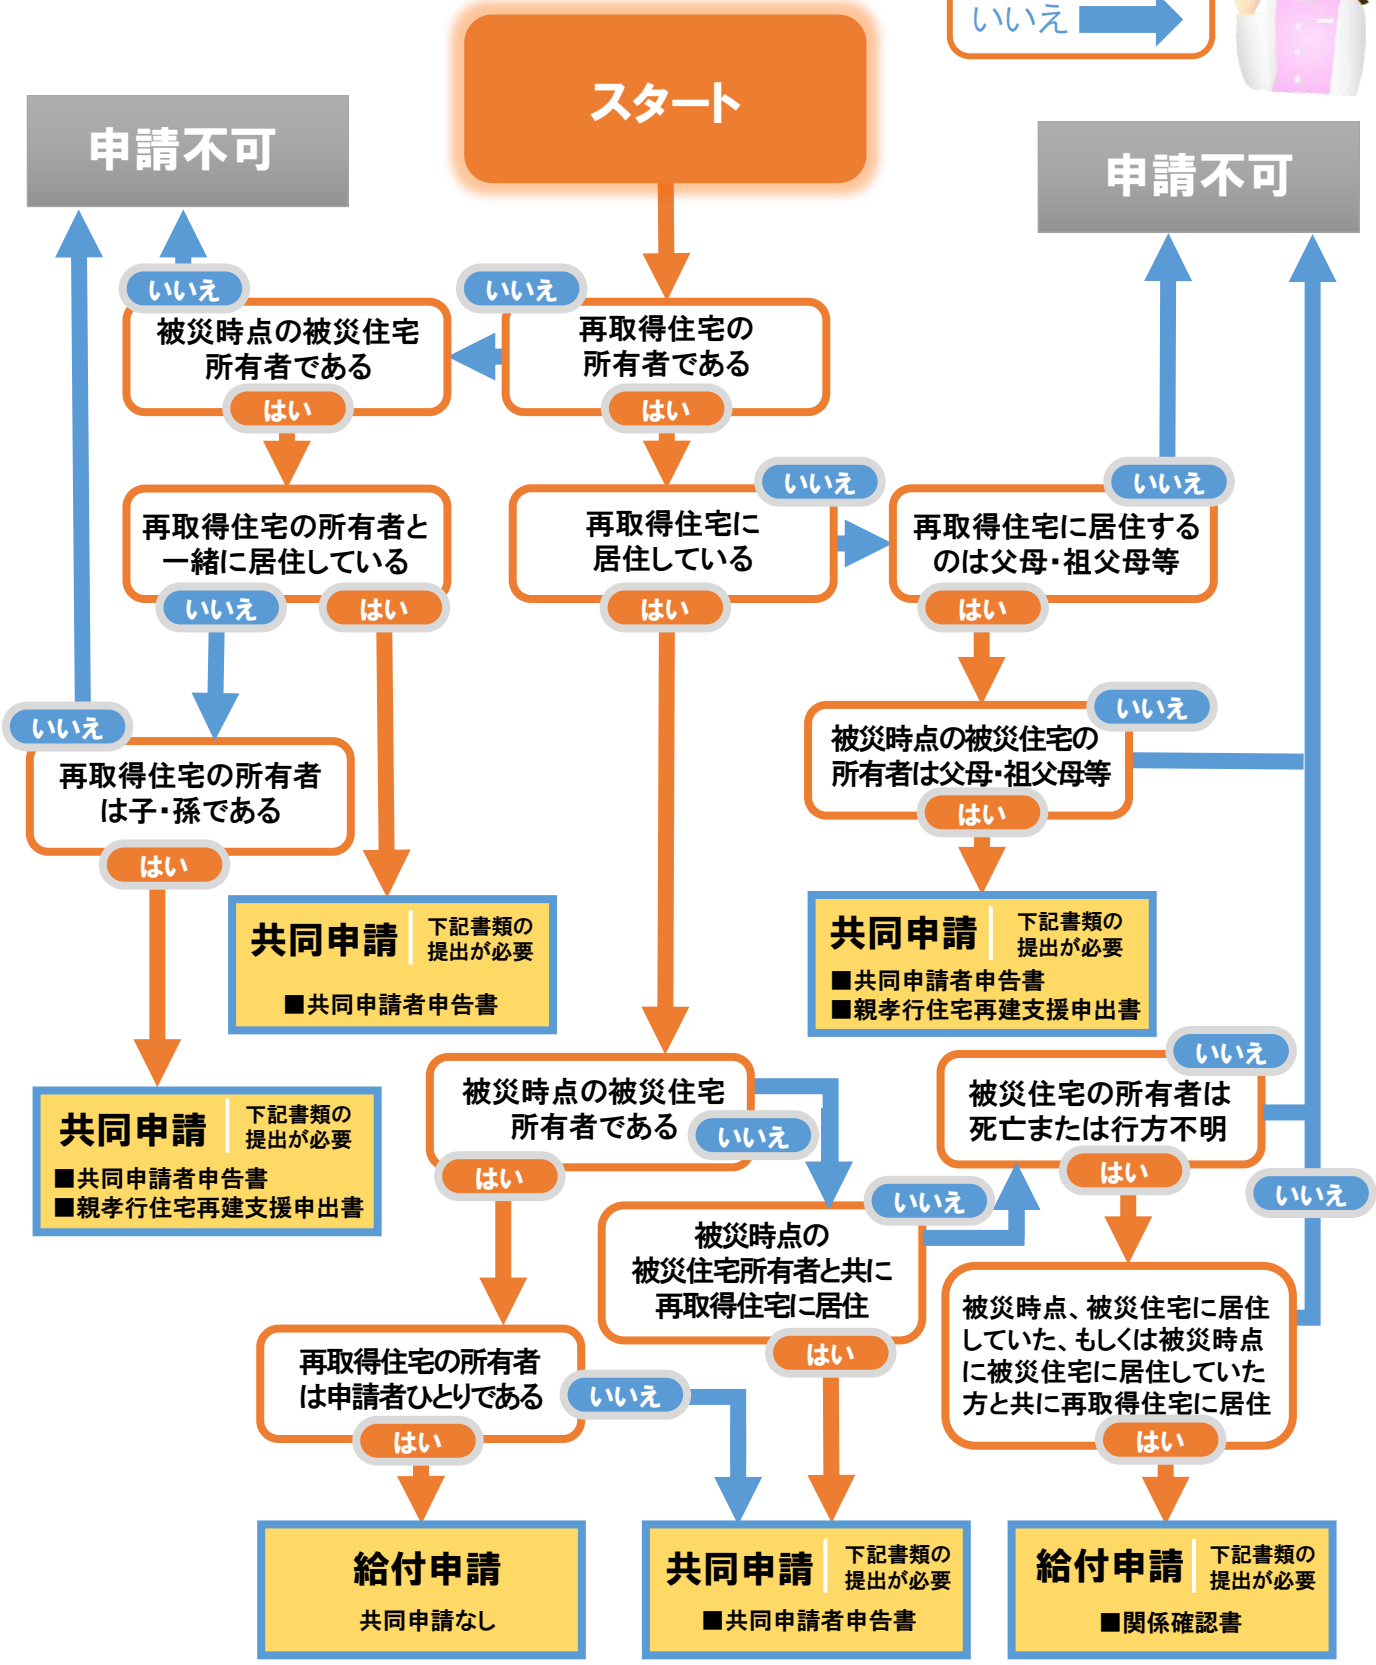 いいえ
スタート
申請不可
申請不可
いいえ
被災時点の被災住宅
所有者である
はい
いいえ
再取得住宅の
所有者である
はい
再取得住宅の所有者と
一緒に居住している
いいえ
はい
いいえ
再取得住宅に
居住している
はい
いいえ
再取得住宅に居住する
のは父母・祖父母等
はい
いいえ
再取得住宅の所有者
は子・孫である
はい
いいえ
被災時点の被災住宅の
所有者は父母・祖父母等
はい
共同申請
下記書類の
提出が必要
■共同申請者申告書
共同申請
下記書類の
提出が必要
■共同申請者申告書
■親孝行住宅再建支援申出書
共同申請
下記書類の
提出が必要
■共同申請者申告書
■親孝行住宅再建支援申出書
被災時点の被災住宅
所有者である
いいえ
はい
いいえ
被災住宅の所有者は
死亡または行方不明
はい
いいえ
被災時点の
被災住宅所有者と共に
再取得住宅に居住
はい
いいえ
被災時点、被災住宅に居住
していた、もしくは被災時点
に被災住宅に居住していた
方と共に再取得住宅に居住
はい
再取得住宅の所有者
は申請者ひとりである
いいえ
はい
給付申請
共同申請なし
共同申請
下記書類の
提出が必要
■共同申請者申告書
給付申請
下記書類の
提出が必要
■関係確認書